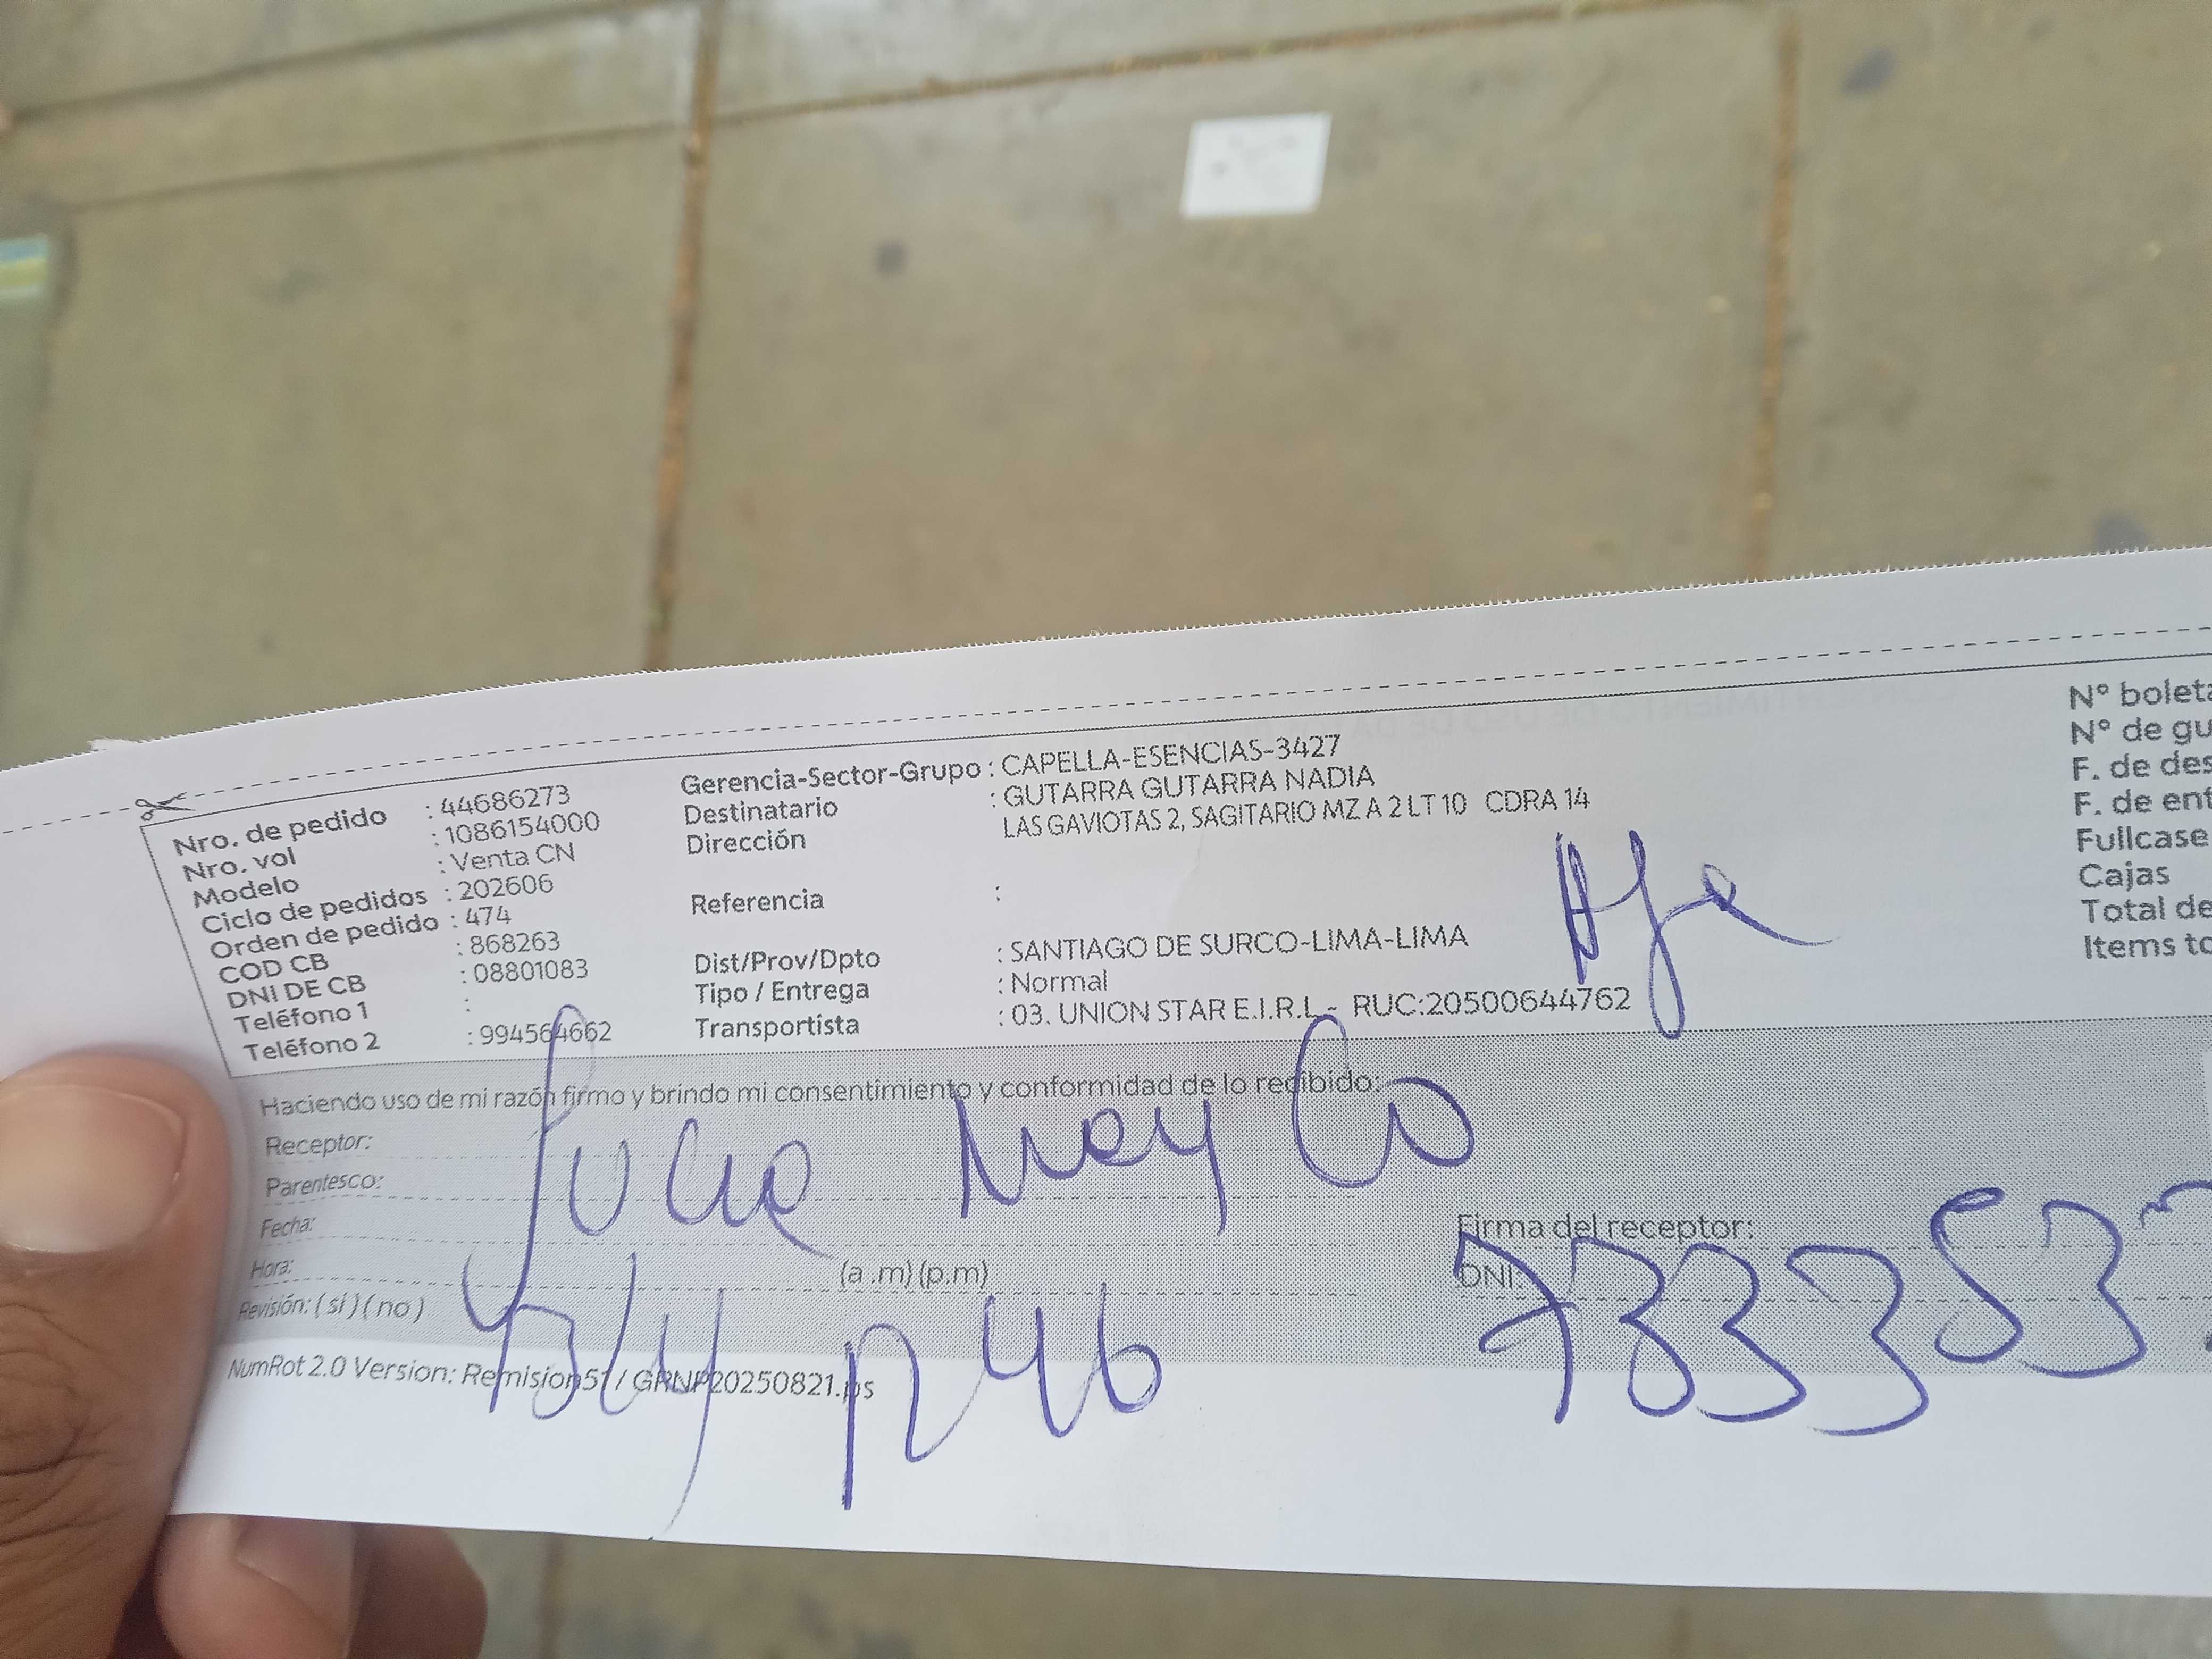 Nro. de pedido : 44686273
Nro. vol : 1086154000
Modelo : Venta CN
Ciclo de pedidos : 202606
Orden de pedido : 474
COD CB : 868263
DNI DE CB : 08801083
Teléfono 1 :
Teléfono 2 : 994564662
Gerencia-Sector-Grupo : CAPELLA-ESENCIAS-3427
Destinatario : GUTARRA GUTARRA NADIA
Dirección LAS GAVIOTAS 2, SAGITARIO MZ A 2 LT 10 CDRA 14
Referencia :
Dist/Prov/Dpto : SANTIAGO DE SURCO-LIMA-LIMA
Tipo / Entrega : Normal
Transportista : 03. UNION STAR E.I.R.L - RUC:20500644762
N° boleta
N° de gu
F. de des
F. de ent
Fullcase
Cajas
Total de
Items to
Haciendo uso de mi razón firmo y brindo mi consentimiento y conformidad de lo recibido:
Receptor:
Parentesco:
Fecha:
Hora: (a .m) (p.m)
Revisión: ( si ) ( no )
Firma del receptor:
DNI:
NumRot 2.0 Version: Remision51 / GRNP20250821.ps